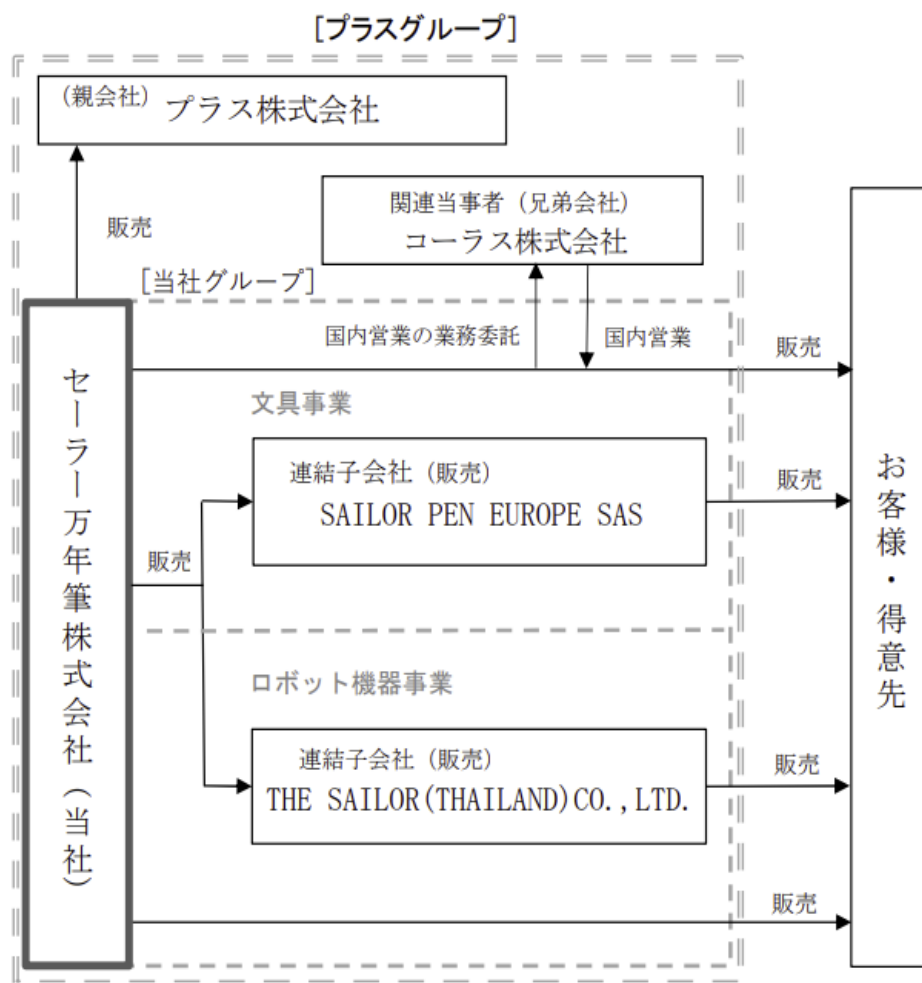 [プラスグループ]
(親会社) プラス株式会社
販売
関連当事者 (兄弟会社)
コーラス株式会社
[当社グループ]
国内営業の業務委託
国内営業
販売
セーラー万年筆株式会社(当社)
文具事業
連結子会社 (販売)
SAILOR PEN EUROPE SAS
販売
販売
お客様・得意先
ロボット機器事業
連結子会社 (販売)
THE SAILOR(THAILAND)CO.,LTD.
販売
販売